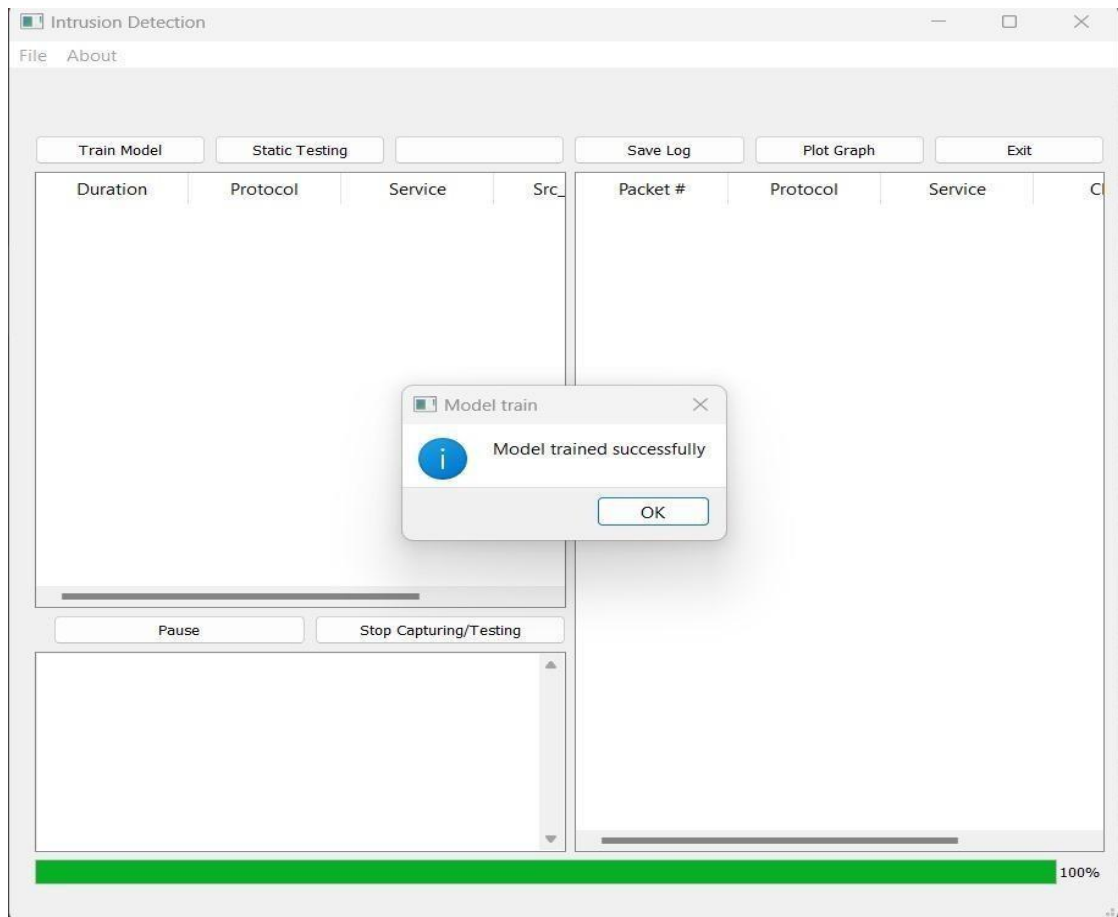 Intrusion Detection
File About
Train Model Static Testing Save Log Plot Graph Exit
Duration Protocol Service Src_ Packet # Protocol Service
Model train
Model trained successfully
OK
Pause Stop Capturing/Testing
100%